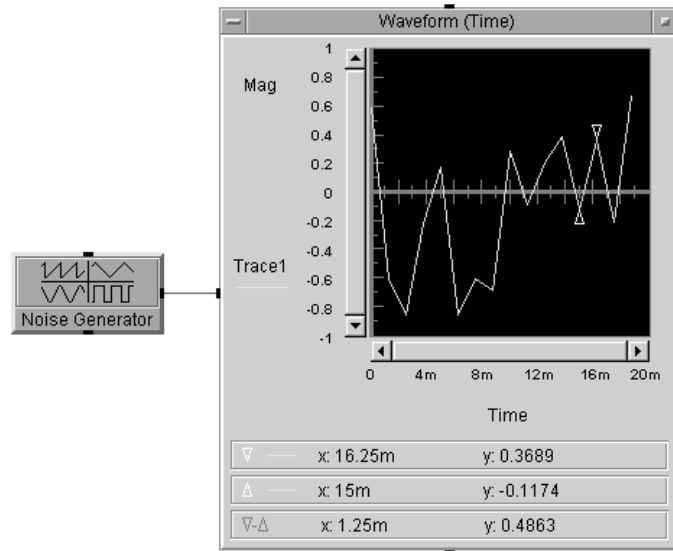 Waveform (Time)
Mag
Trace1
1
0.8
0.6
0.4
0.2
0
-0.2
-0.4
-0.6
-0.8
-1
0 4m 8m 12m 16m 20m
Time
Noise Generator
∇ x: 16.25m y: 0.3689
Δ x: 15m y: -0.1174
∇-Δ x: 1.25m y: 0.4863